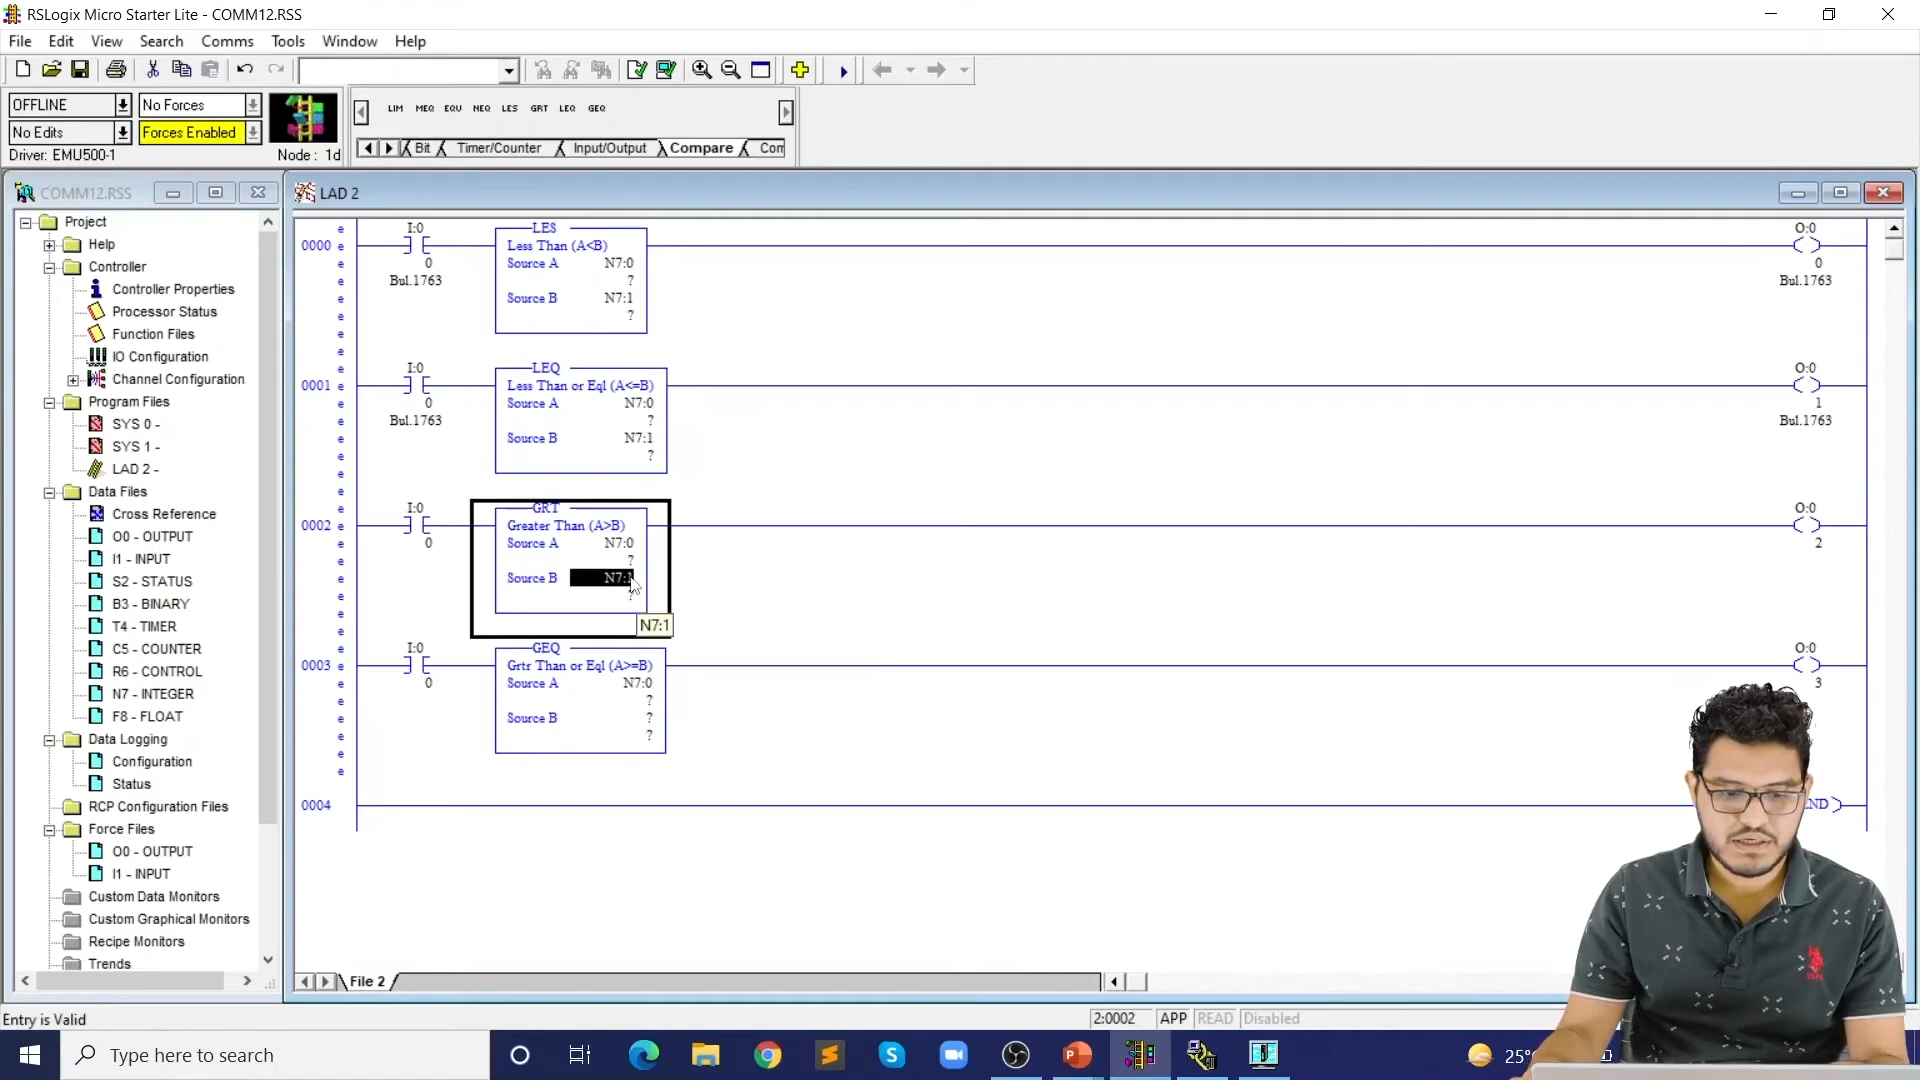 RSLogix Micro Starter Lite - COMM12.RSS
File Edit View Search Comms Tools Window Help
OFFLINE No Forces
No Edits Forces Enabled
Driver: EMU500-1 Node : 1d
LIM MEQ EQU NEQ LES GRT LEQ GEQ
Bit Timer/Counter Input/Output Compare
COMM12.RSS
Project
Help
Controller
Controller Properties
Processor Status
Function Files
IO Configuration
Channel Configuration
Program Files
SYS 0 -
SYS 1 -
LAD 2 -
Data Files
Cross Reference
O0 - OUTPUT
I1 - INPUT
S2 - STATUS
B3 - BINARY
T4 - TIMER
C5 - COUNTER
R6 - CONTROL
N7 - INTEGER
F8 - FLOAT
Data Logging
Configuration
Status
RCP Configuration Files
Force Files
O0 - OUTPUT
I1 - INPUT
Custom Data Monitors
Custom Graphical Monitors
Recipe Monitors
Trends
LAD 2
I:0 LES O:0
0000 Less Than (A<B)
0 Source A N7:0 0
Bul.1763 ? Bul.1763
Source B N7:1
?
I:0 LEQ O:0
0001 Less Than or Eql (A<=B)
0 Source A N7:0 1
Bul.1763 ? Bul.1763
Source B N7:1
?
I:0 GRT O:0
0002 Greater Than (A>B)
0 Source A N7:0 2
?
Source B N7:1
?
N7:1
I:0 GEQ O:0
0003 Grtr Than or Eql (A>=B)
0 Source A N7:0 3
?
Source B ?
?
0004
File 2
Entry is Valid 2:0002 APP READ Disabled
Type here to search 25°